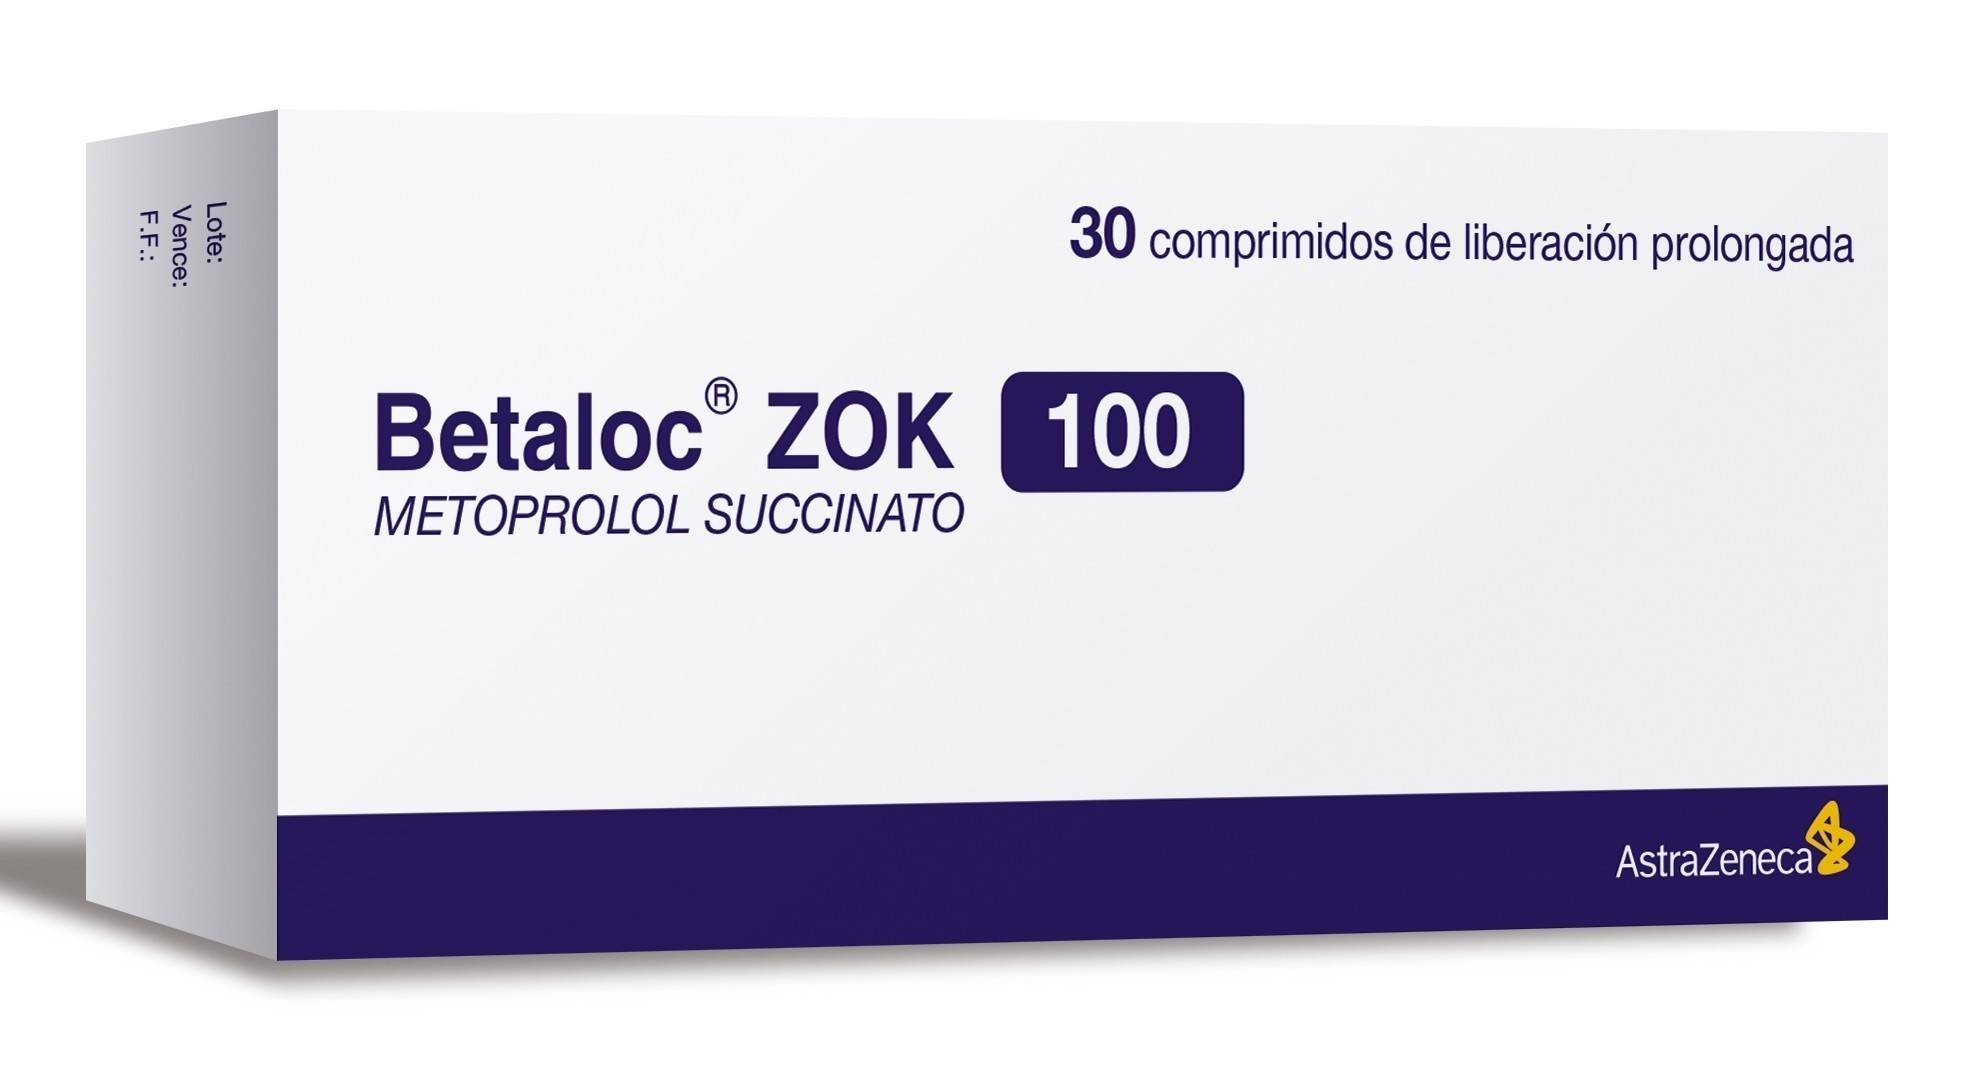 Lote:
Vence:
F.F.:
30 comprimidos de liberación prolongada
Betaloc® ZOK 100
METOPROLOL SUCCINATO
AstraZeneca